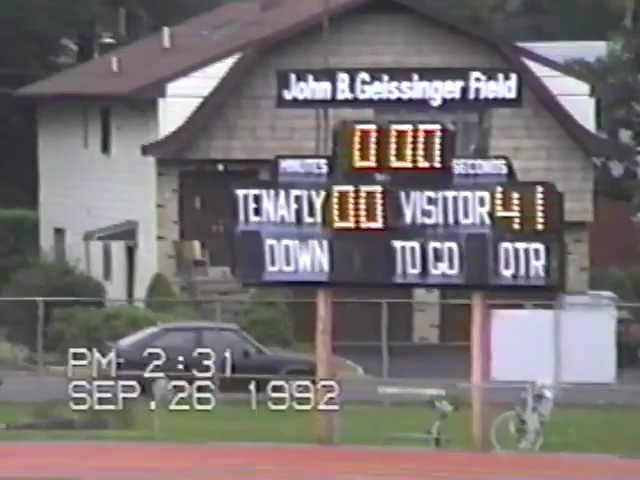 John B. Geissinger Field
0 00
MINUTES SECONDS
TENAFLY 00 VISITOR 41
DOWN TO GO QTR
PM 2:31
SEP. 26 1992